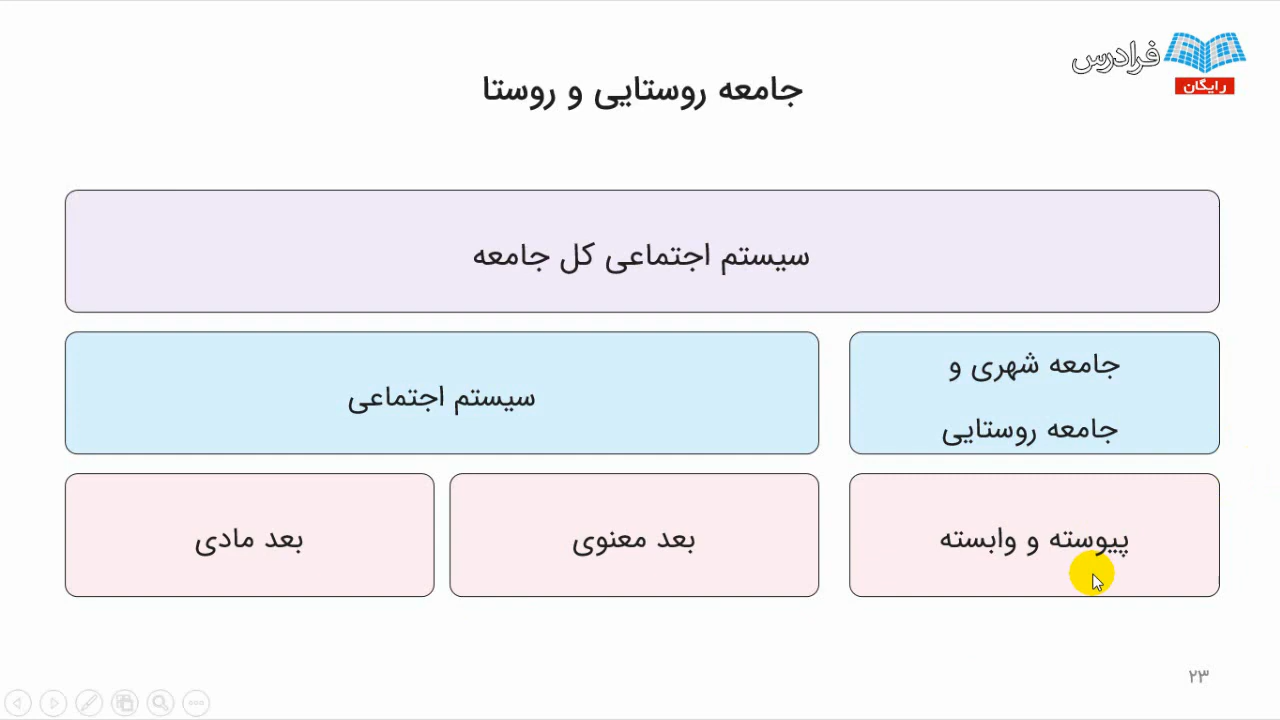 فرادرس
رایگان
جامعه روستایی و روستا
سیستم اجتماعی کل جامعه
جامعه شهری و
جامعه روستایی
سیستم اجتماعی
پیوسته و وابسته
بعد معنوی
بعد مادی
۲۳